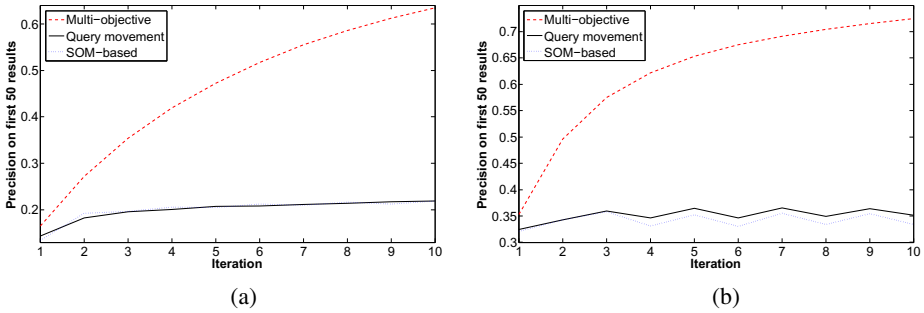 Multi-objective
Query movement
SOM-based
Precision on first 50 results
0.6
0.5
0.4
0.3
0.2
1 2 3 4 5 6 7 8 9 10
Iteration
(a)
Multi-objective
Query movement
SOM-based
Precision on first 50 results
0.7
0.65
0.6
0.55
0.5
0.45
0.4
0.35
0.3
1 2 3 4 5 6 7 8 9 10
Iteration
(b)